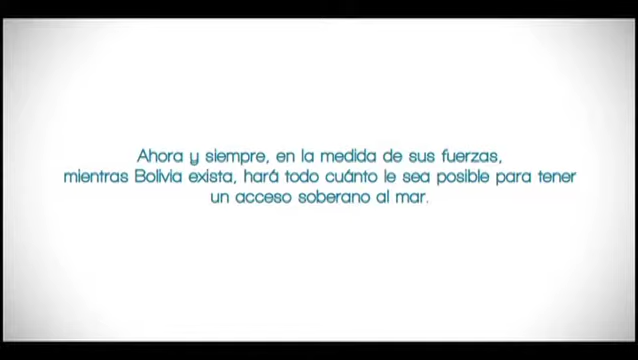 Ahora y siempre, en la medida de sus fuerzas,
mientras Bolivia exista, hará todo cuánto le sea posible para tener
un acceso soberano al mar.